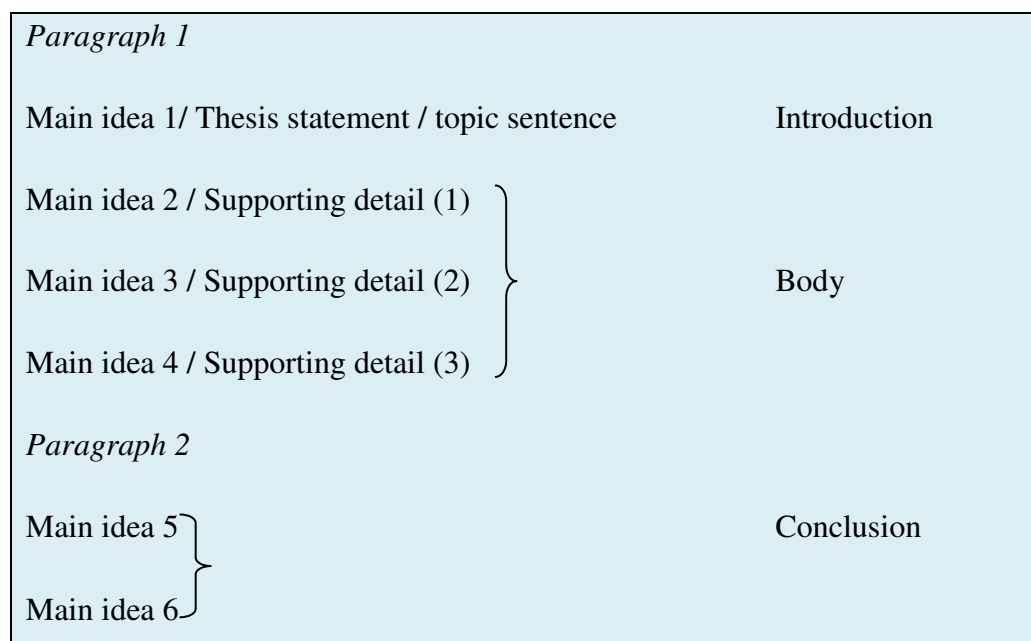 Paragraph 1
Main idea 1/ Thesis statement / topic sentence Introduction
Main idea 2 / Supporting detail (1)
Main idea 3 / Supporting detail (2) Body
Main idea 4 / Supporting detail (3)
Paragraph 2
Main idea 5 Conclusion
Main idea 6